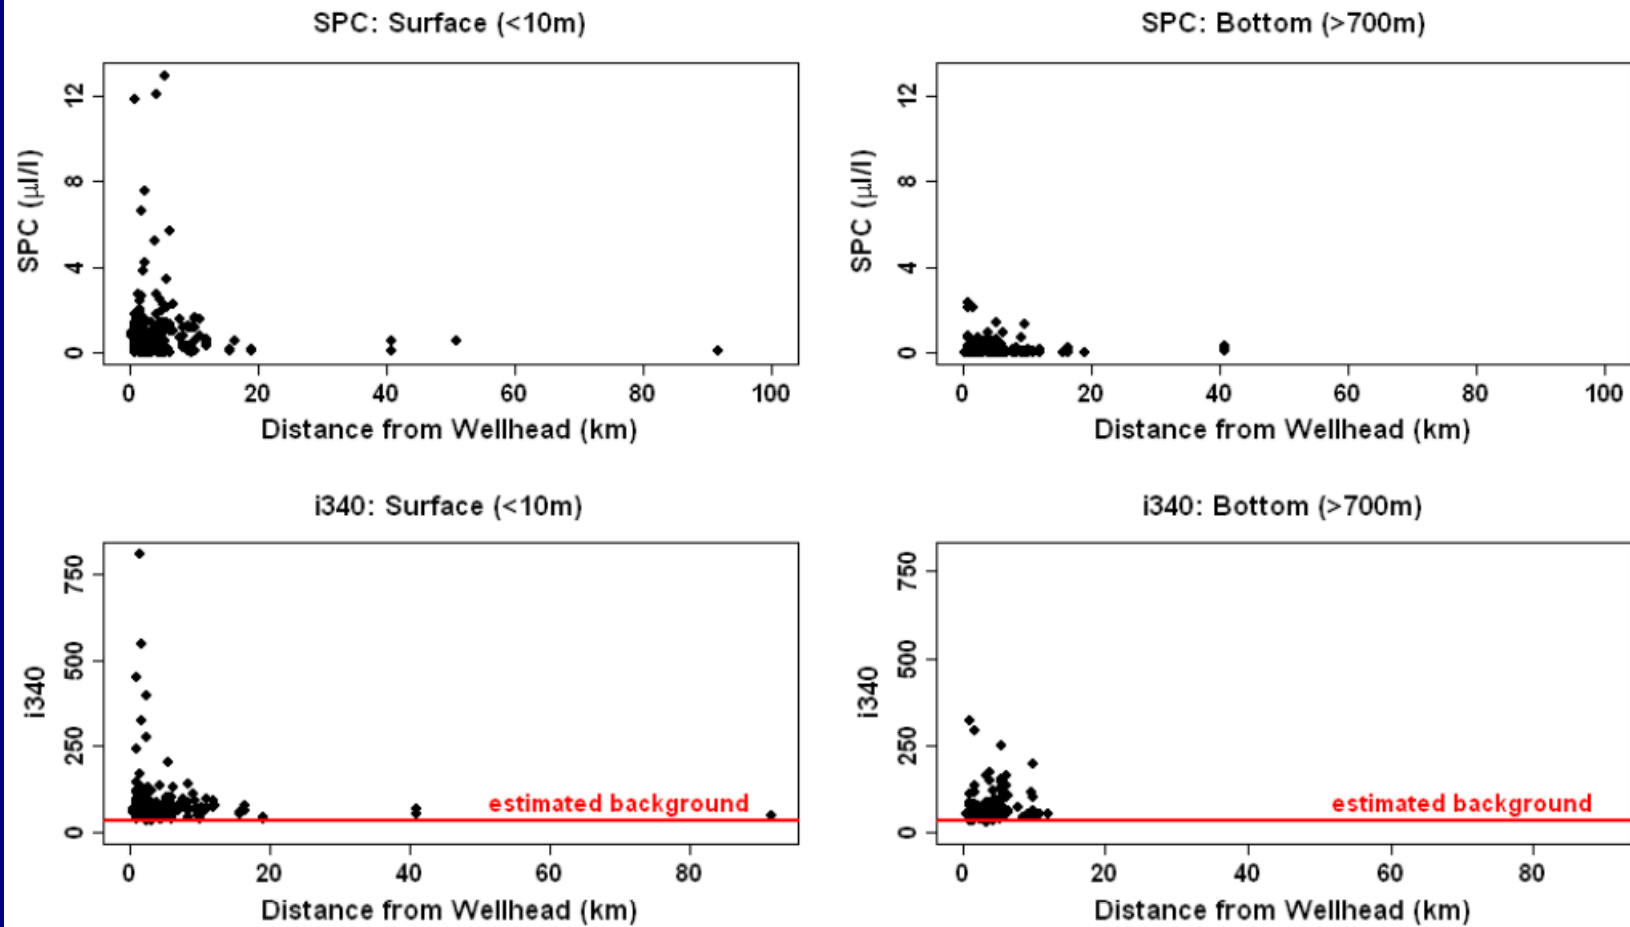 SPC: Surface (<10m)
SPC (µl/l)
12
8
4
0
0 20 40 60 80 100
Distance from Wellhead (km)
SPC: Bottom (>700m)
SPC (µl/l)
12
8
4
0
0 20 40 60 80 100
Distance from Wellhead (km)
i340: Surface (<10m)
i340
750
500
250
0
estimated background
0 20 40 60 80
Distance from Wellhead (km)
i340: Bottom (>700m)
i340
750
500
250
0
estimated background
0 20 40 60 80
Distance from Wellhead (km)